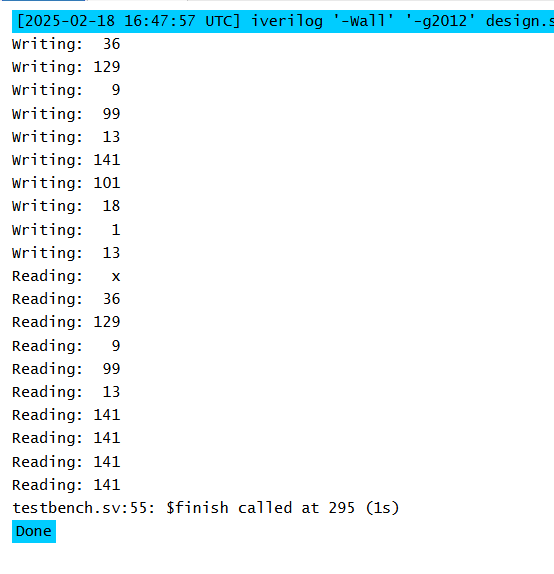 [2025-02-18 16:47:57 UTC] iverilog '-Wall' '-g2012' design.s
Writing:  36
Writing: 129
Writing:   9
Writing:  99
Writing:  13
Writing: 141
Writing: 101
Writing:  18
Writing:   1
Writing:  13
Reading:   x
Reading:  36
Reading: 129
Reading:   9
Reading:  99
Reading:  13
Reading: 141
Reading: 141
Reading: 141
Reading: 141
testbench.sv:55: $finish called at 295 (1s)
Done